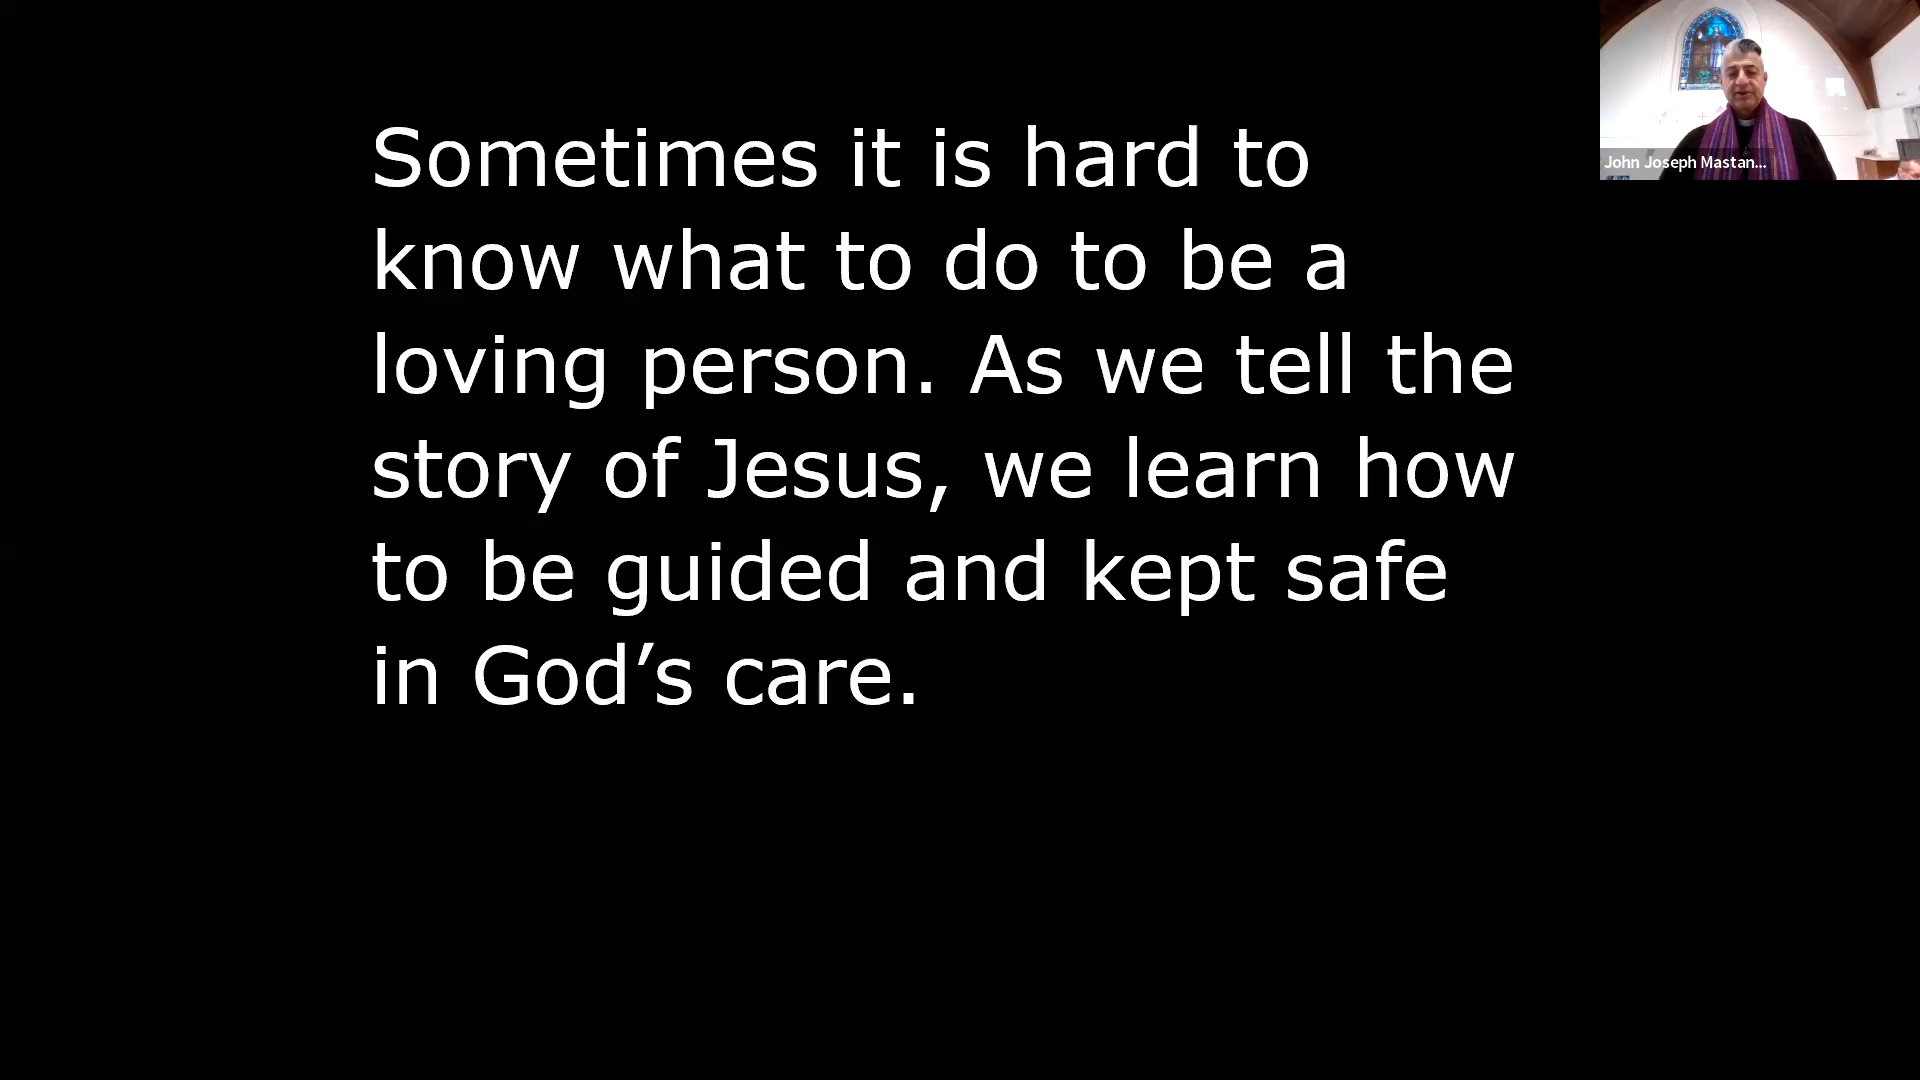 Sometimes it is hard to
know what to do to be a
loving person. As we tell the
story of Jesus, we learn how
to be guided and kept safe
in God’s care.
John Joseph Mastan...